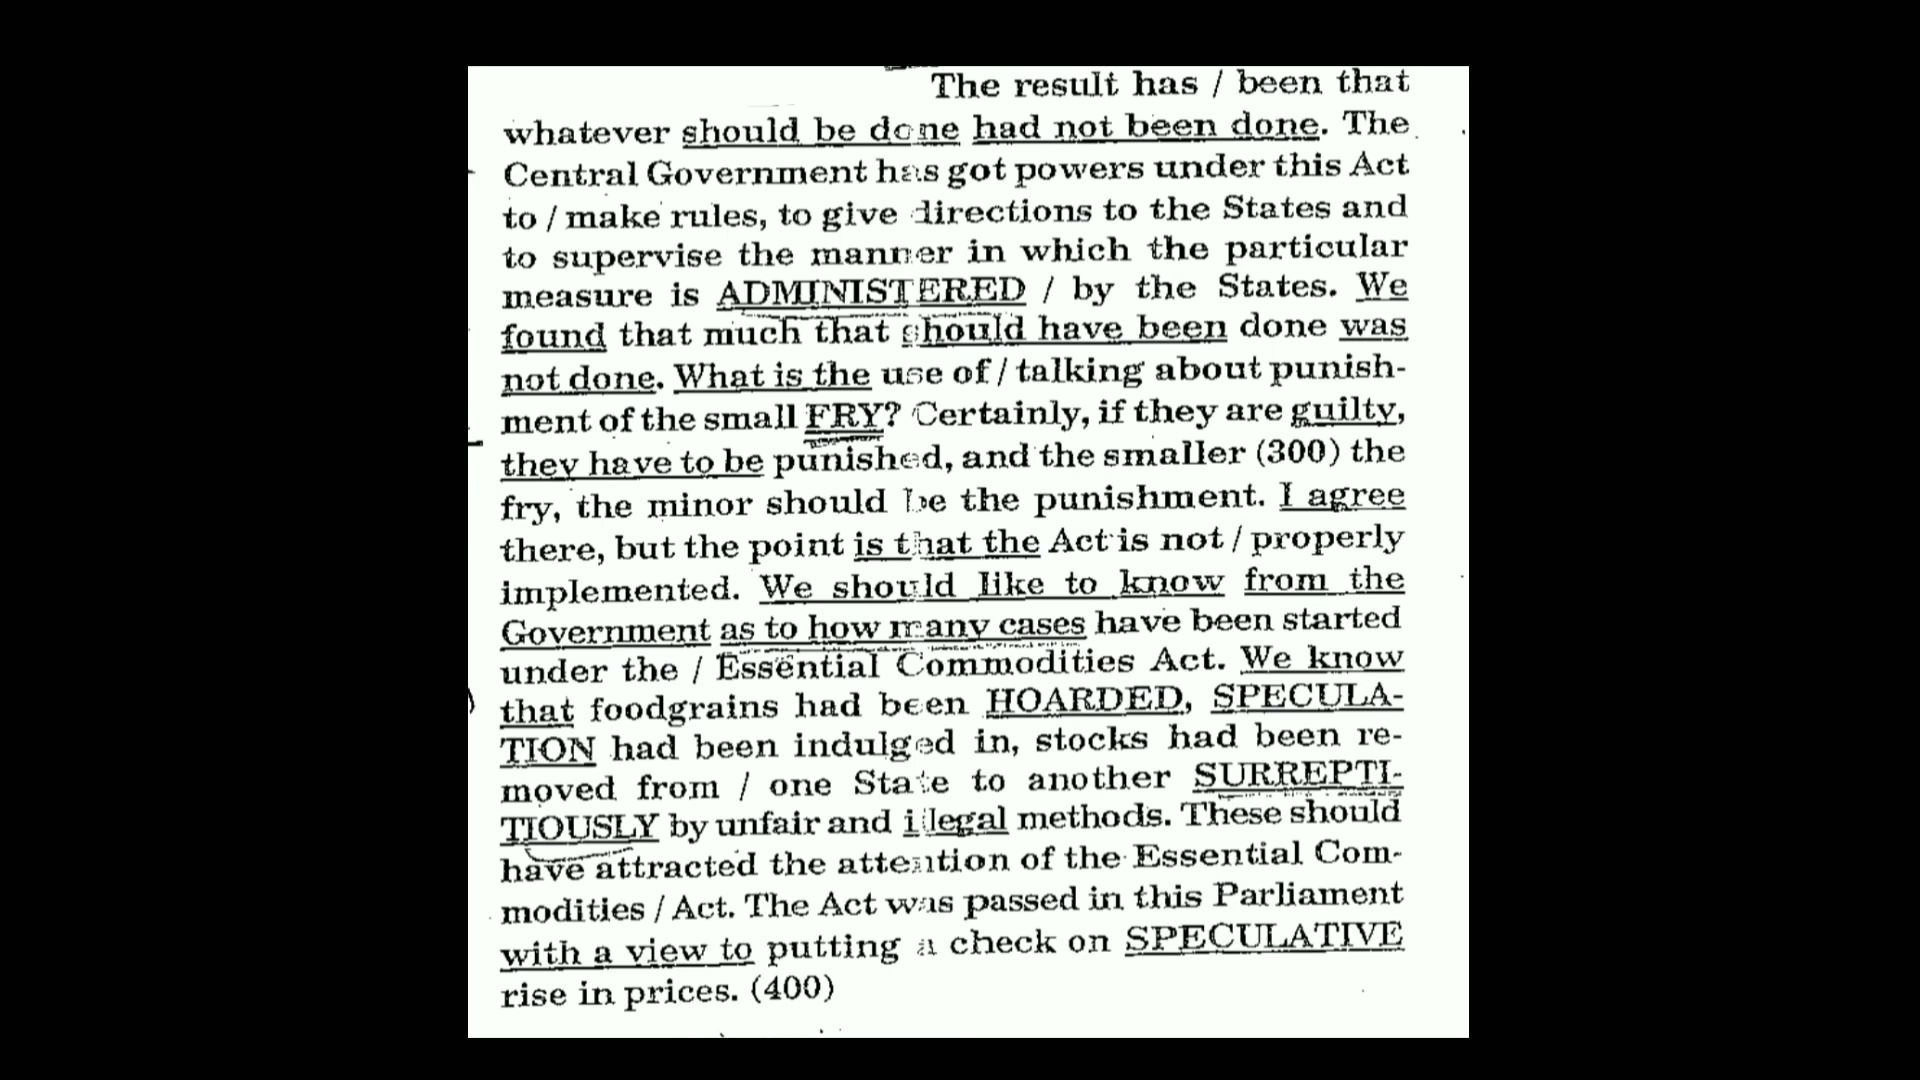 The result has / been that
whatever should be done had not been done. The
Central Government has got powers under this Act
to / make rules, to give directions to the States and
to supervise the manner in which the particular
measure is ADMINISTERED / by the States. We
found that much that should have been done was
not done. What is the use of / talking about punish-
ment of the small FRY? Certainly, if they are guilty,
they have to be punished, and the smaller (300) the
fry, the minor should be the punishment. I agree
there, but the point is that the Act is not / properly
implemented. We should like to know from the
Government as to how many cases have been started
under the / Essential Commodities Act. We know
that foodgrains had been HOARDED, SPECULA-
TION had been indulged in, stocks had been re-
moved from / one State to another SURREPTI-
TIOUSLY by unfair and illegal methods. These should
have attracted the attention of the Essential Com-
modities / Act. The Act was passed in this Parliament
with a view to putting a check on SPECULATIVE
rise in prices. (400)